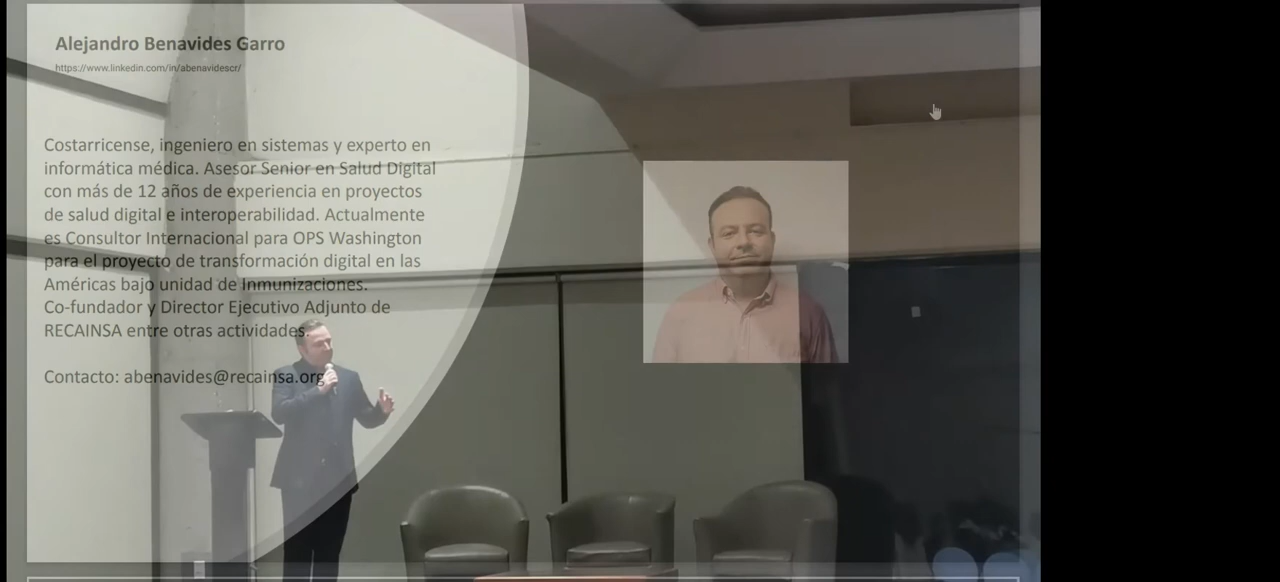 Alejandro Benavides Garro
https://www.linkedin.com/in/abenavidescr/
Costarricense, ingeniero en sistemas y experto en
informática médica. Asesor Senior en Salud Digital
con más de 12 años de experiencia en proyectos
de salud digital e interoperabilidad. Actualmente
es Consultor Internacional para OPS Washington
para el proyecto de transformación digital en las
Américas bajo unidad de Inmunizaciones.
Co-fundador y Director Ejecutivo Adjunto de
RECAINSA entre otras actividades.
Contacto: abenavides@recainsa.org